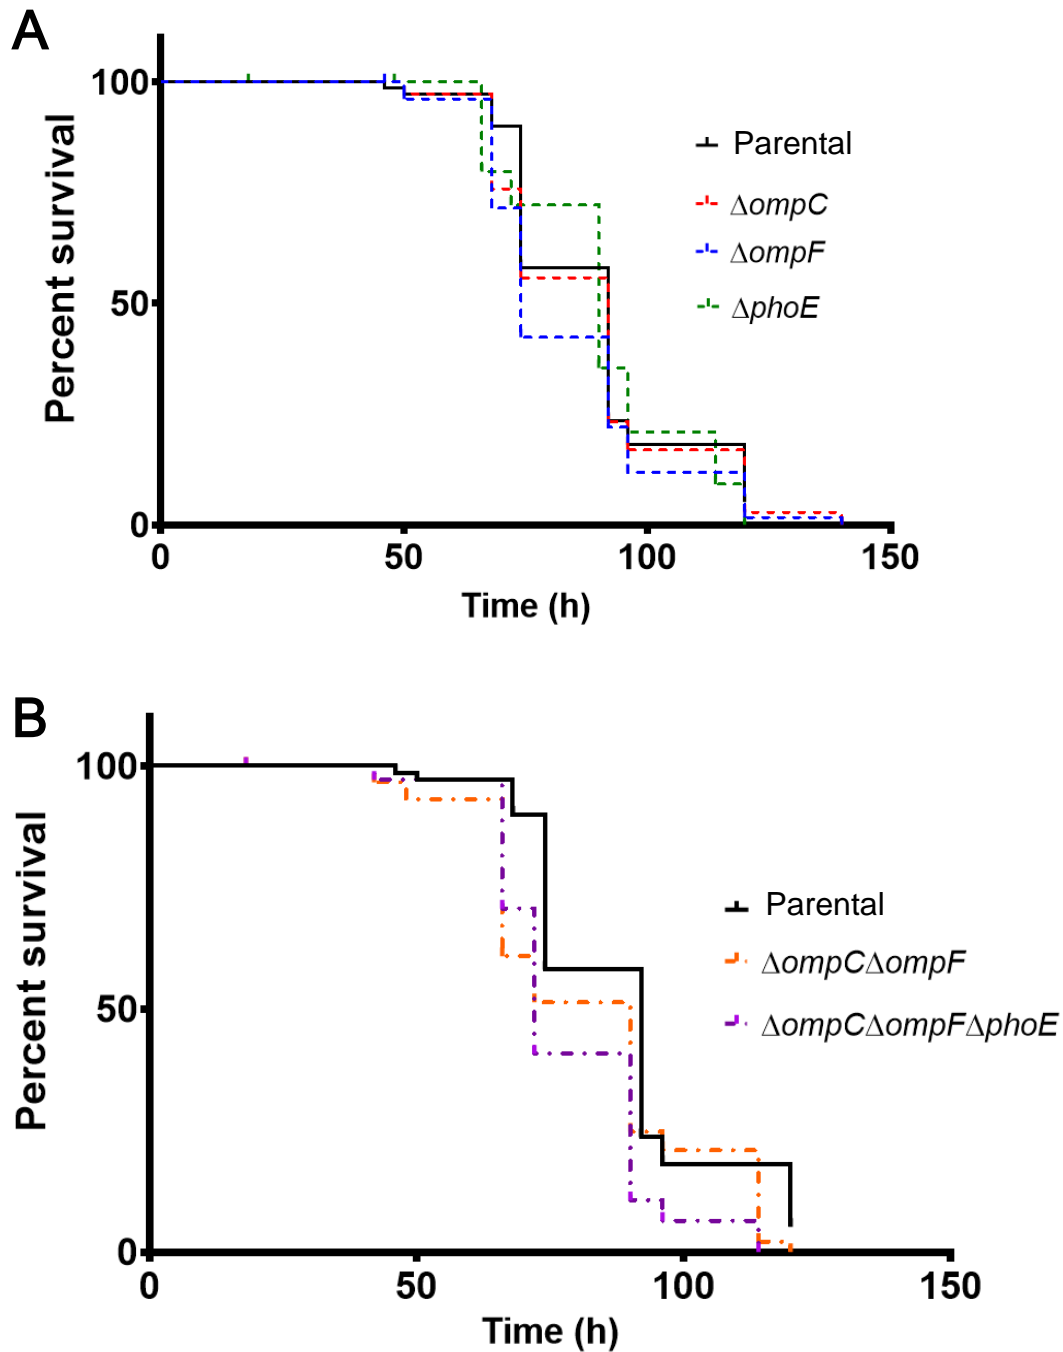 A
Percent survival
100
50
0
0 50 100 150
Time (h)
Parental
ΔompC
ΔompF
ΔphoE
B
Percent survival
100
50
0
0 50 100 150
Time (h)
Parental
ΔompCΔompF
ΔompCΔompFΔphoE